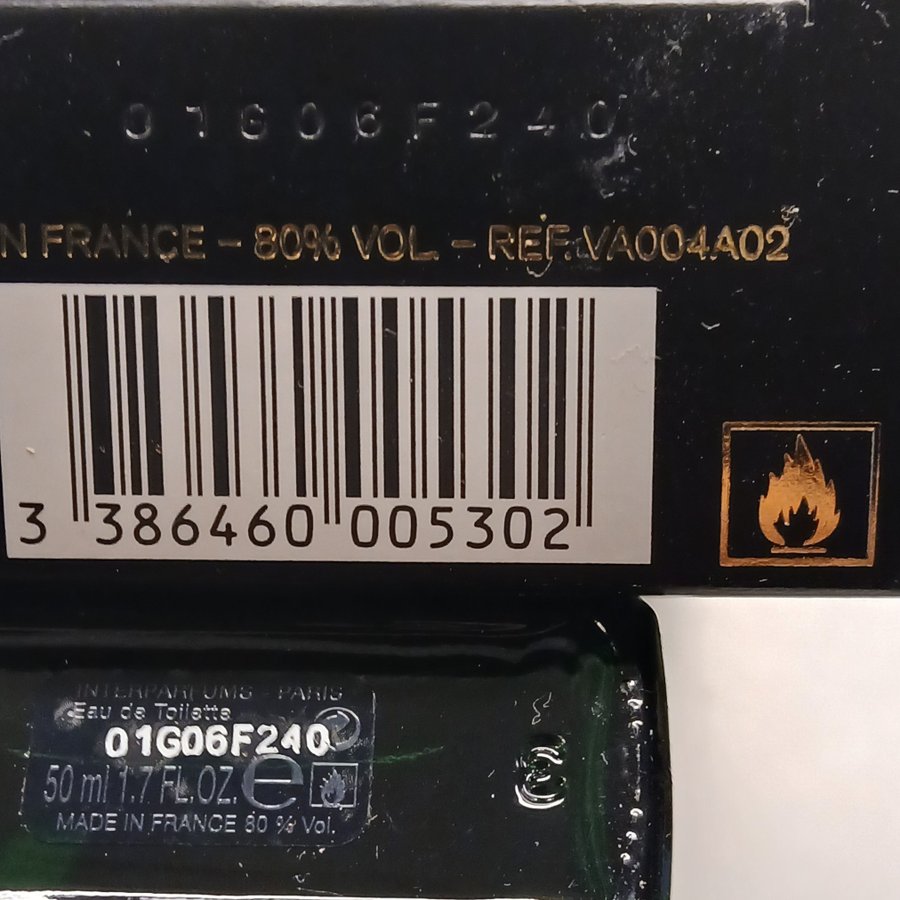 01G06F240
N FRANCE - 80% VOL. - REF.VA004A02
3 386460 005302
INTERPARFUMS - PARIS
Eau de Toilette
01G06F240
50 ml 1.7 FL.OZ. e
MADE IN FRANCE 80 % Vol.